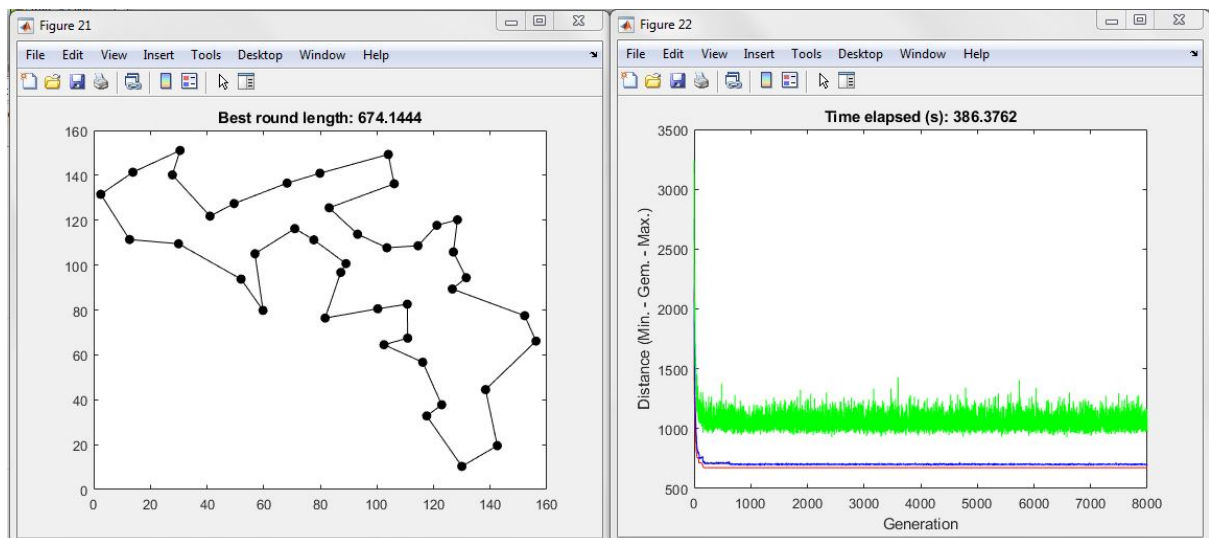 Figure 21
File Edit View Insert Tools Desktop Window Help
Best round length: 674.1444
160
140
120
100
80
60
40
20
0
0 20 40 60 80 100 120 140 160
Figure 22
File Edit View Insert Tools Desktop Window Help
Time elapsed (s): 386.3762
Distance (Min. - Gem. - Max.)
3500
3000
2500
2000
1500
1000
500
0 1000 2000 3000 4000 5000 6000 7000 8000
Generation